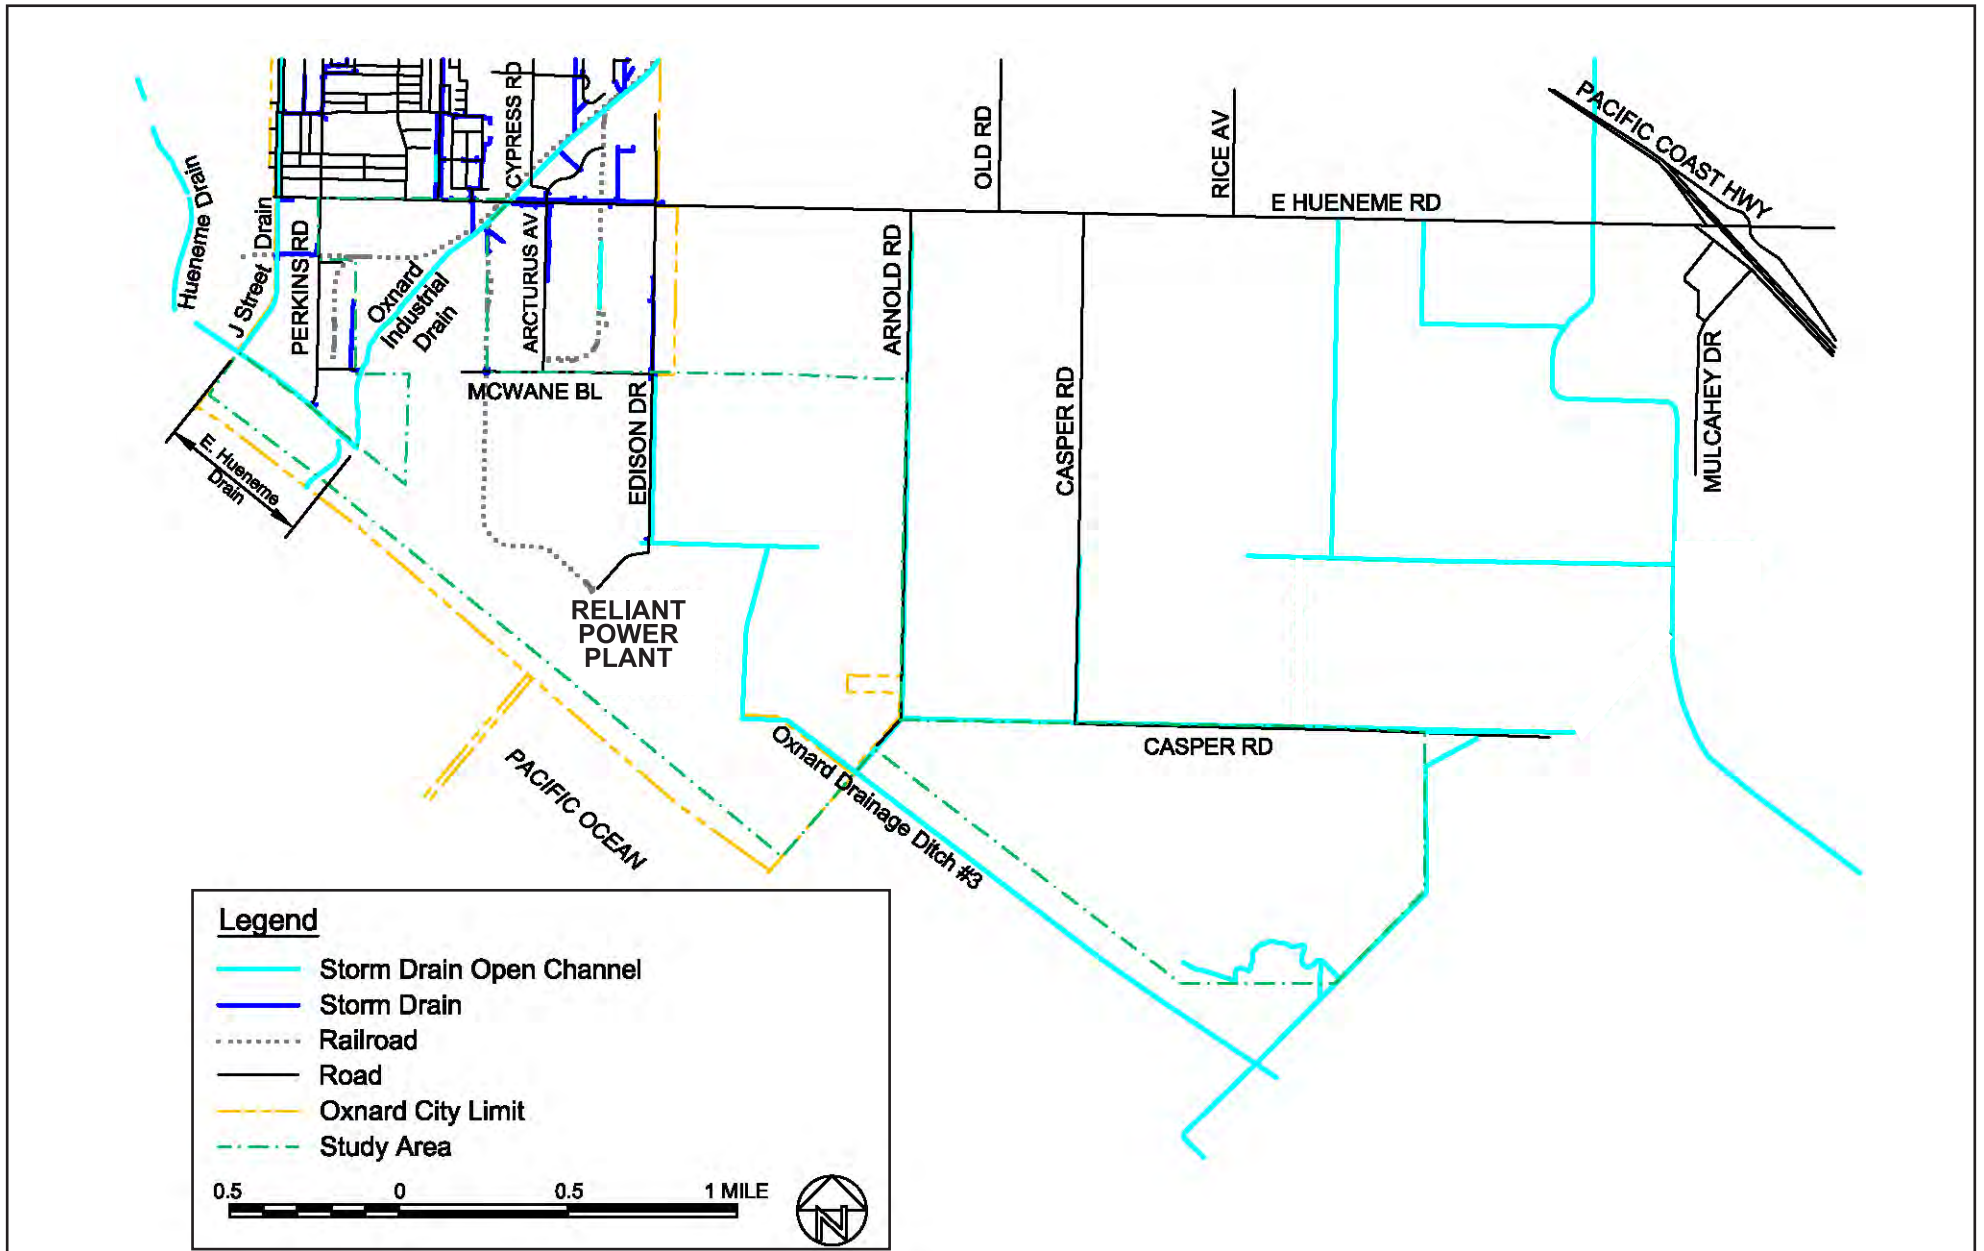 CYPRESS RD
OLD RD
RICE AV
PACIFIC COAST HWY
E HUENEME RD
Hueneme Drain
J Street Drain
PERKINS RD
Oxnard
Industrial
Drain
ARCTURUS AV
ARNOLD RD
MULCAHEY DR
MCWANE BL
EDISON DR
CASPER RD
E. Hueneme
Drain
RELIANT
POWER
PLANT
CASPER RD
Oxnard Drainage Ditch #3
PACIFIC OCEAN
Legend
Storm Drain Open Channel
Storm Drain
Railroad
Road
Oxnard City Limit
Study Area
0.5 0 0.5 1 MILE
N